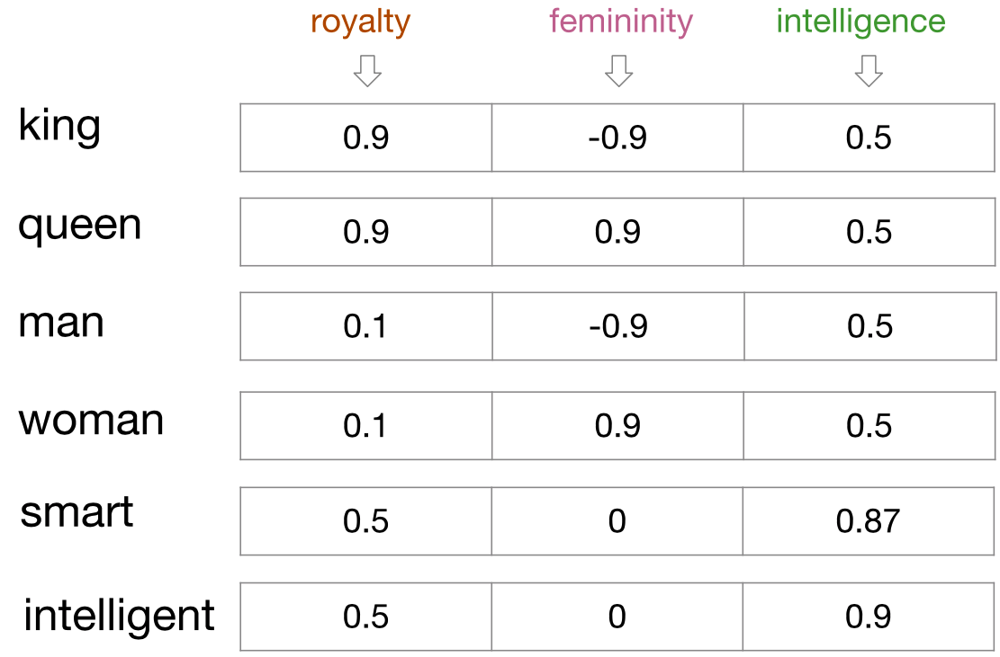 royalty femininity intelligence
king 0.9 -0.9 0.5
queen 0.9 0.9 0.5
man 0.1 -0.9 0.5
woman 0.1 0.9 0.5
smart 0.5 0 0.87
intelligent 0.5 0 0.9